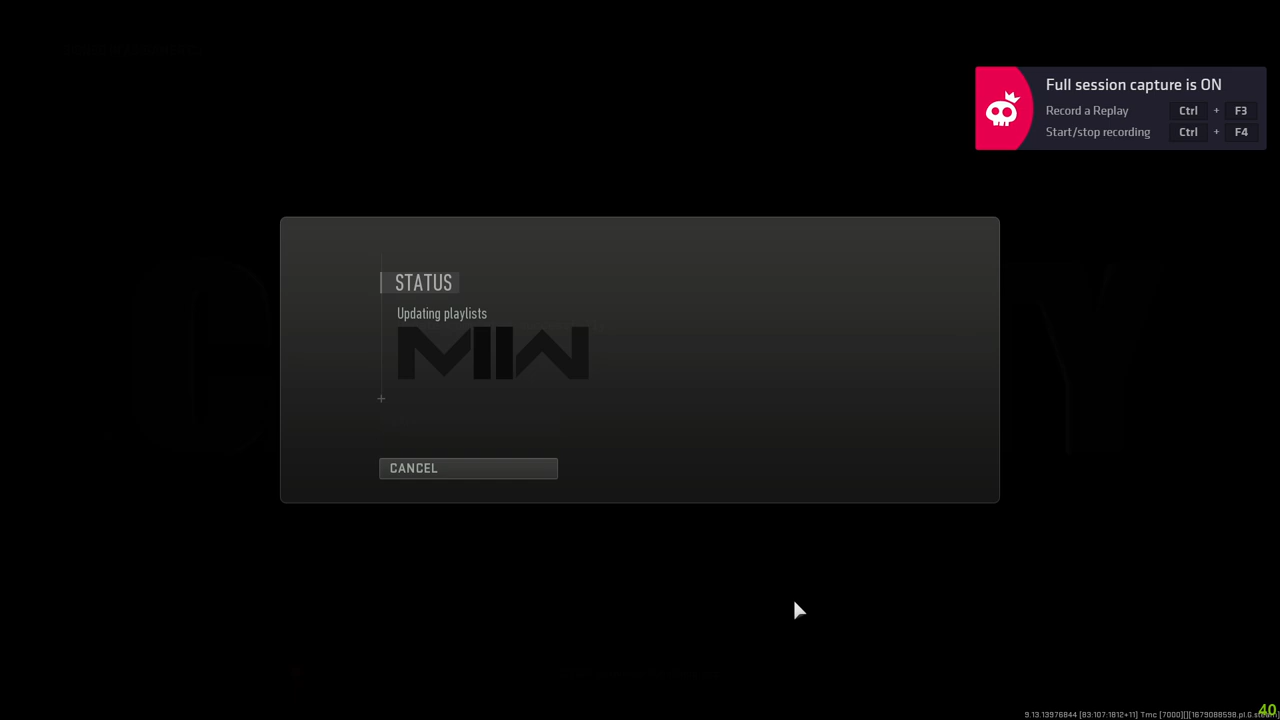 Full session capture is ON
Record a Replay Ctrl + F3
Start/stop recording Ctrl + F4
STATUS
Updating playlists
MIIW
CANCEL
40